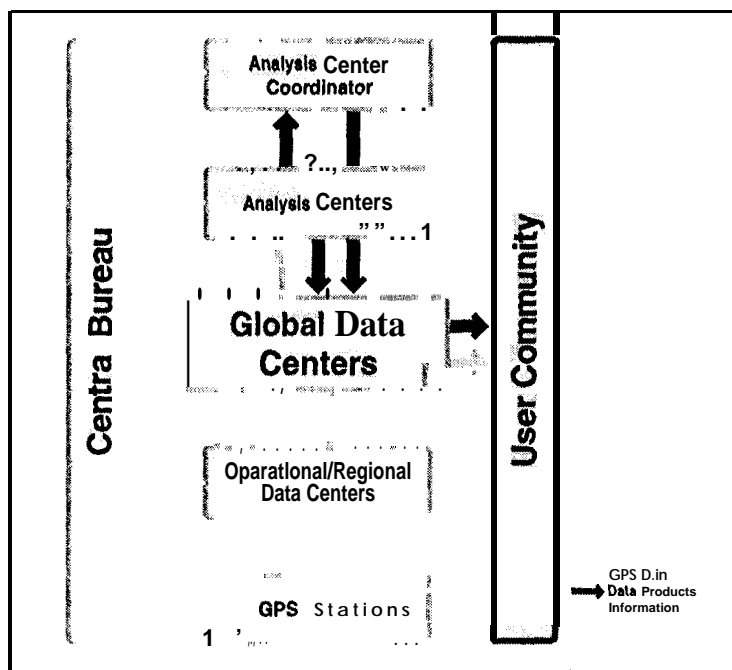 Analysis Center
Coordinator
Analysis Centers
Global Data
Centers
Oparatlonal/Regional
Data Centers
GPS Stations
Centra Bureau
User Community
GPS D.in
Data Products
Information